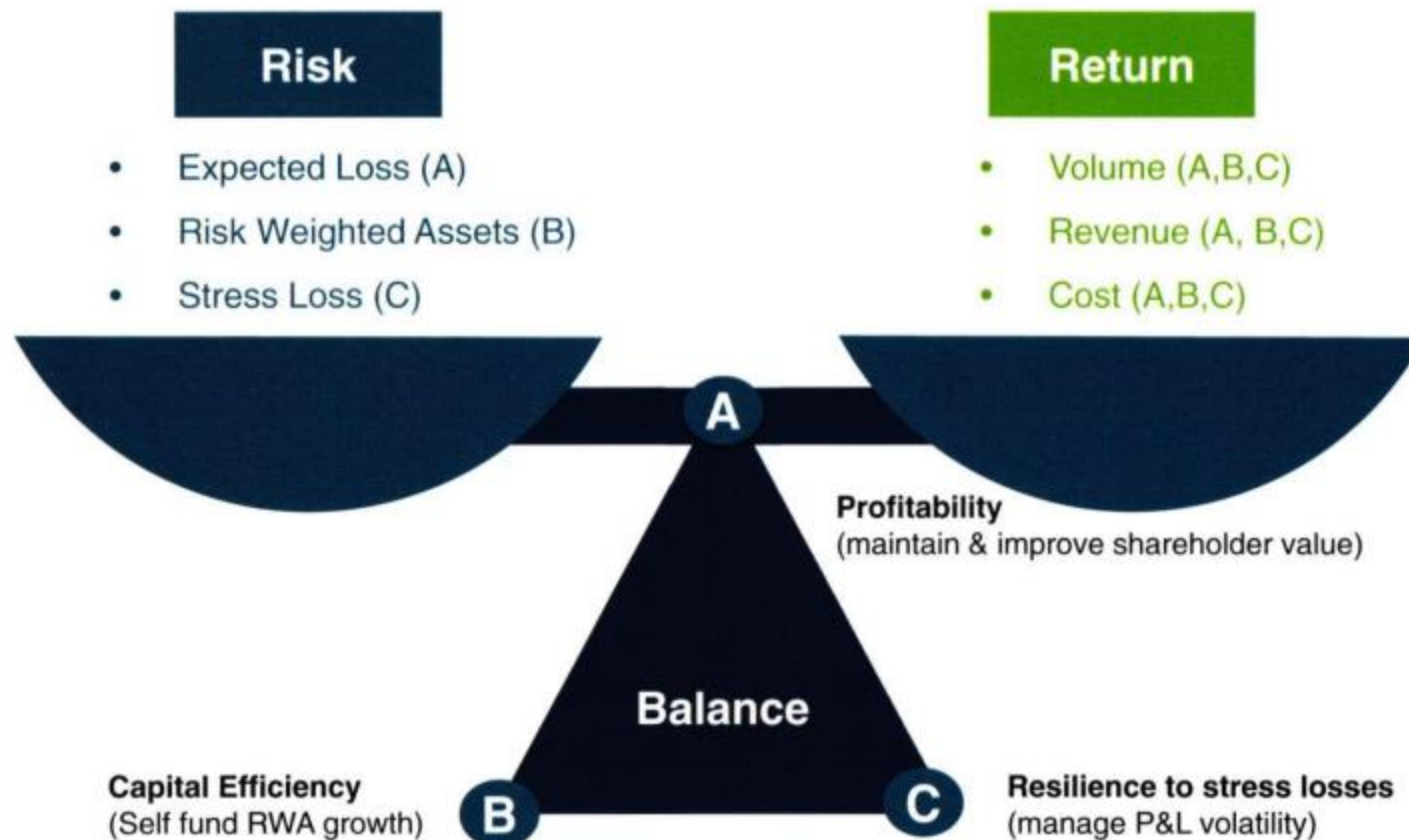 Risk
• Expected Loss (A)
• Risk Weighted Assets (B)
• Stress Loss (C)
Return
• Volume (A,B,C)
• Revenue (A, B,C)
• Cost (A,B,C)
A
Profitability
(maintain & improve shareholder value)
Balance
Capital Efficiency
(Self fund RWA growth)
B
C
Resilience to stress losses
(manage P&L volatility)